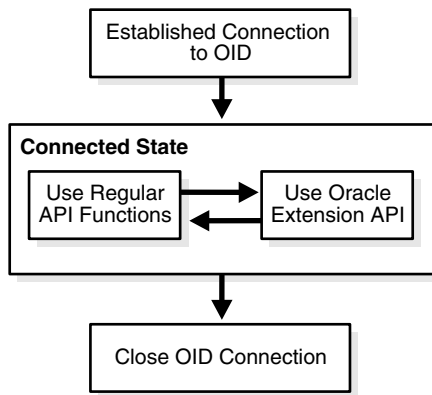 Established Connection
to OID
Connected State
Use Regular
API Functions
Use Oracle
Extension API
Close OID Connection